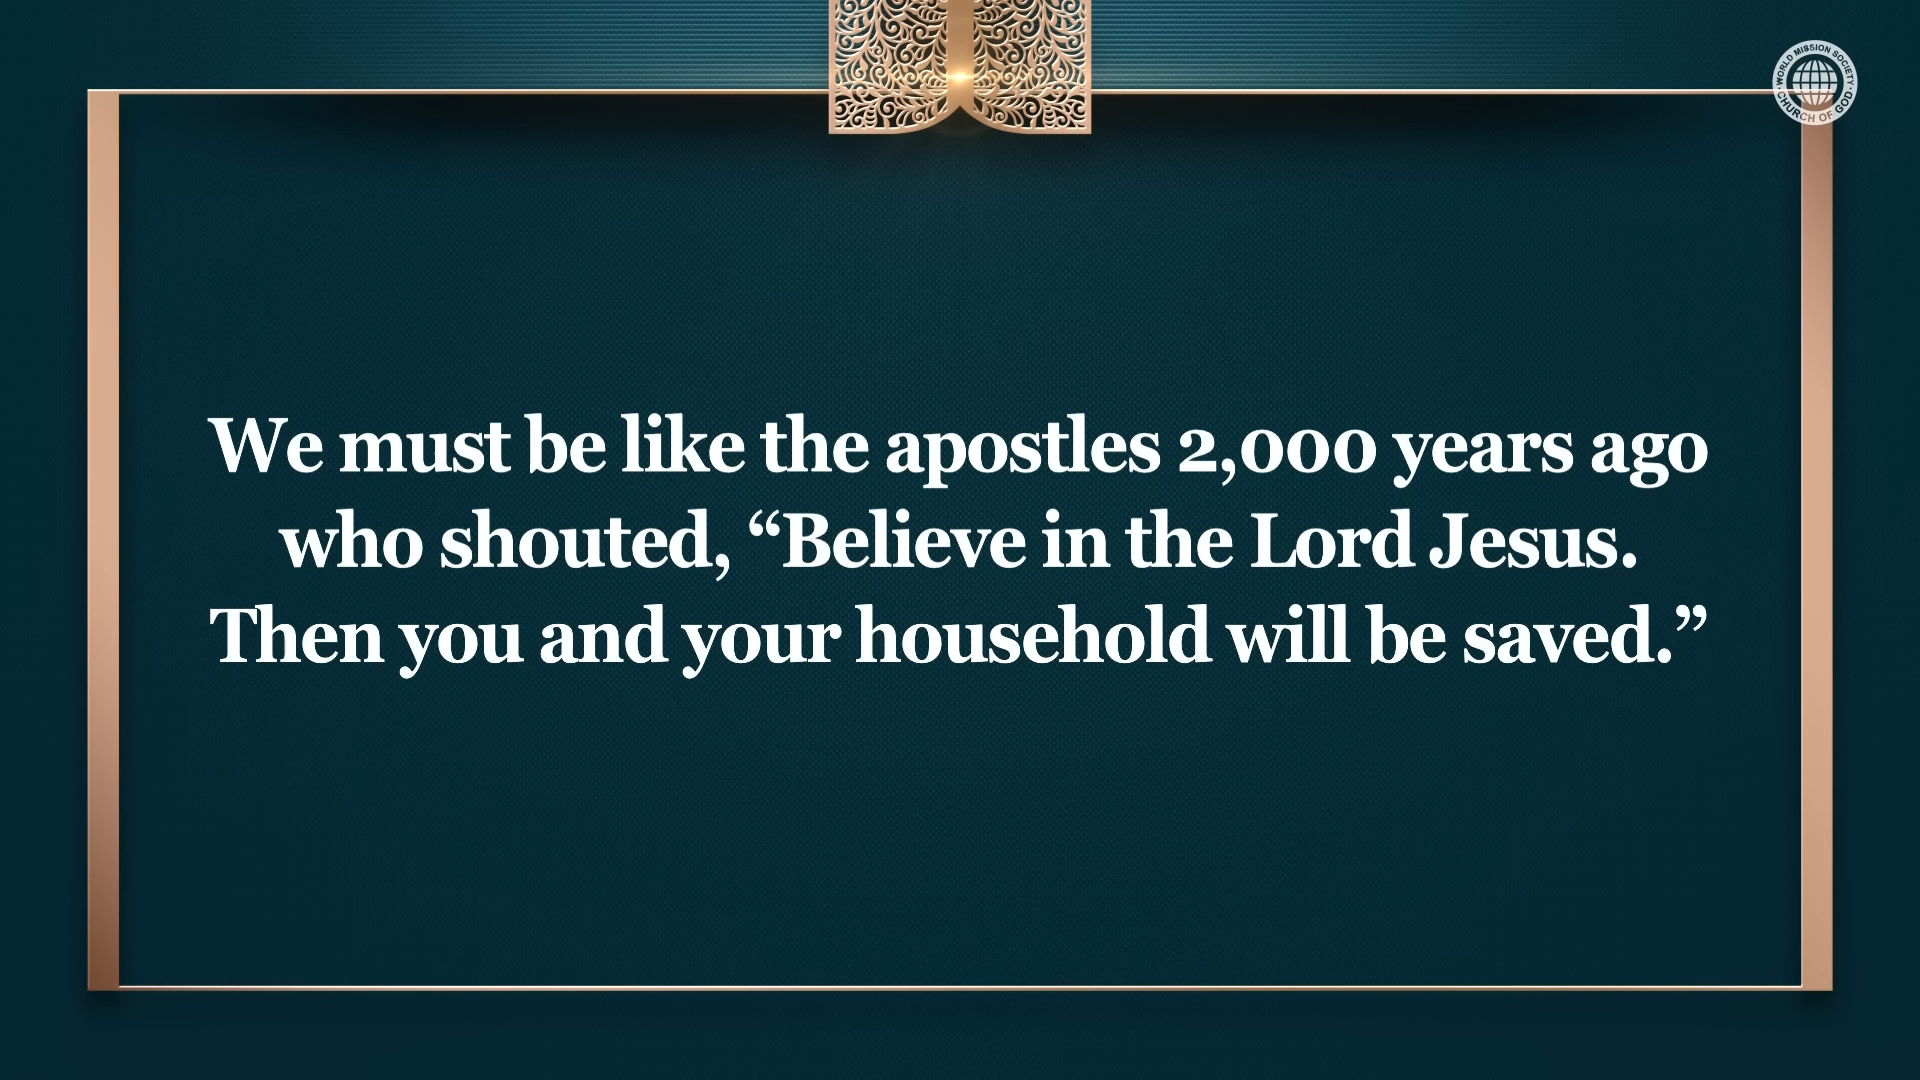 WORLD MISSION SOCIETY
CHURCH OF GOD
We must be like the apostles 2,000 years ago
who shouted, “Believe in the Lord Jesus.
Then you and your household will be saved.”